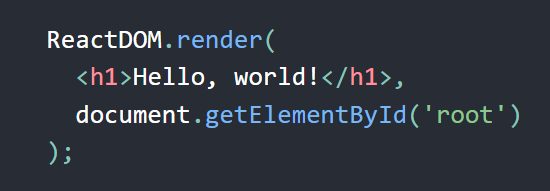 ReactDOM.render(
<h1>Hello, world!</h1>,
document.getElementById('root')
);